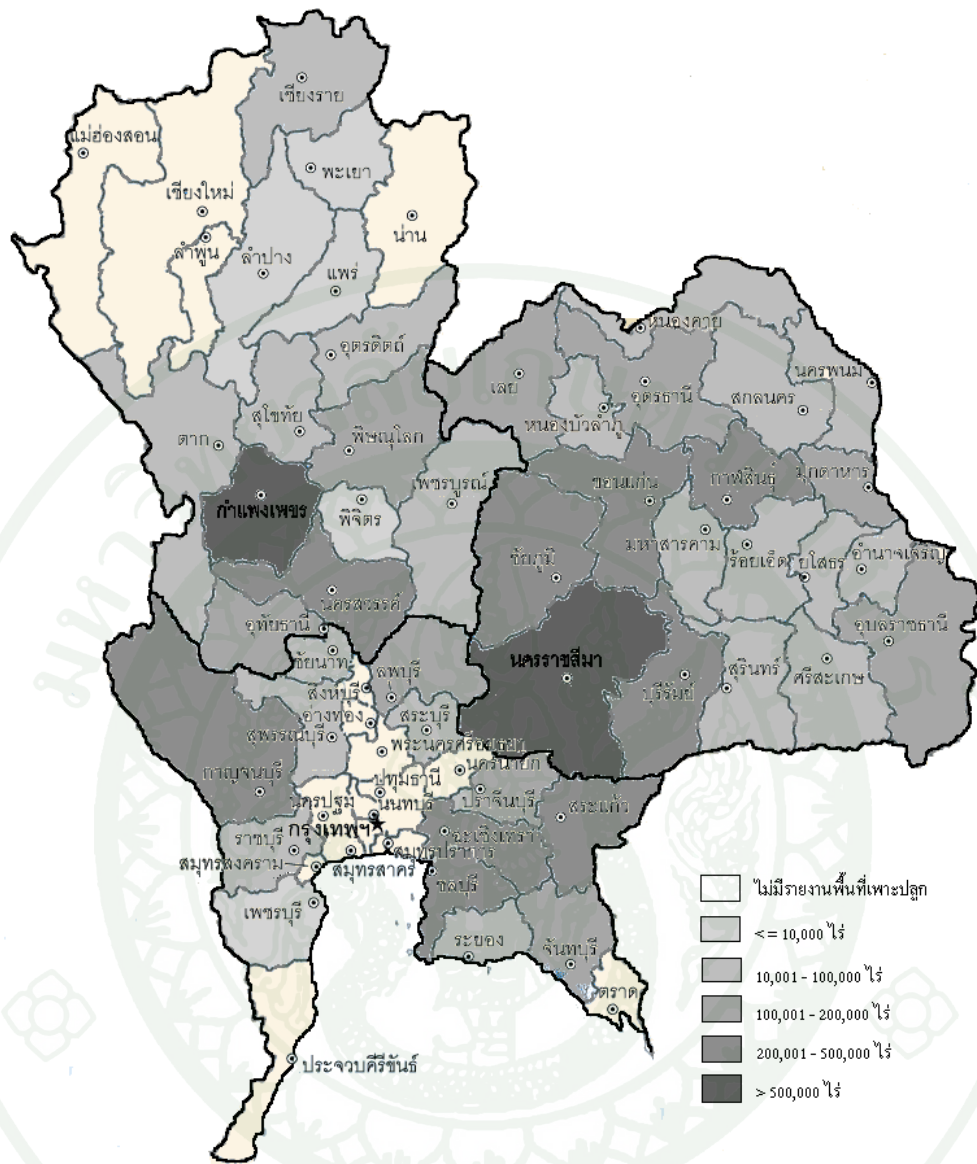 เชียงราย
แม่ฮ่องสอน
พะเยา
เชียงใหม่
น่าน
ลำพูน
ลำปาง
แพร่
หนองคาย
อุตรดิตถ์
เลย
อุดรธานี
นครพนม
สกลนคร
สุโขทัย
หนองบัวลำภู
ตาก
พิษณุโลก
เพชรบูรณ์
ขอนแก่น
กาฬสินธุ์
มุกดาหาร
กำแพงเพชร
พิจิตร
มหาสารคาม
ร้อยเอ็ด
ยโสธร
อำนาจเจริญ
ชัยภูมิ
นครสวรรค์
อุทัยธานี
อุบลราชธานี
ชัยนาท
นครราชสีมา
ลพบุรี
บุรีรัมย์
สุรินทร์
ศรีสะเกษ
สิงห์บุรี
อ่างทอง
สระบุรี
สุพรรณบุรี
พระนครศรีอยุธยา
นครนายก
กาญจนบุรี
ปทุมธานี
ปราจีนบุรี
นครปฐม
นนทบุรี
สระแก้ว
กรุงเทพฯ
ฉะเชิงเทรา
ราชบุรี
สมุทรปราการ
สมุทรสงคราม
สมุทรสาคร
ชลบุรี
เพชรบุรี
ระยอง
จันทบุรี
ตราด
ประจวบคีรีขันธ์
ไม่มีรายงานพื้นที่เพาะปลูก
< = 10,000 ไร่
10,001 - 100,000 ไร่
100,001 - 200,000 ไร่
200,001 - 500,000 ไร่
> 500,000 ไร่